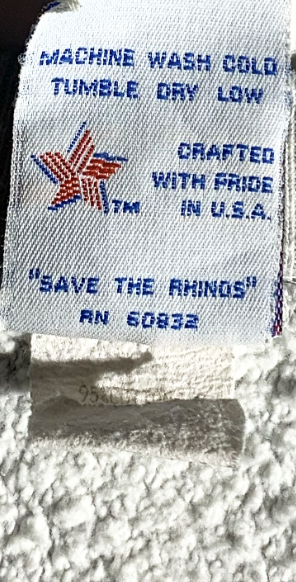 MACHINE WASH COLD
TUMBLE DRY LOW
CRAFTED
WITH PRIDE
IN U.S.A.
TM
"SAVE THE RHINOS"
RN 60832